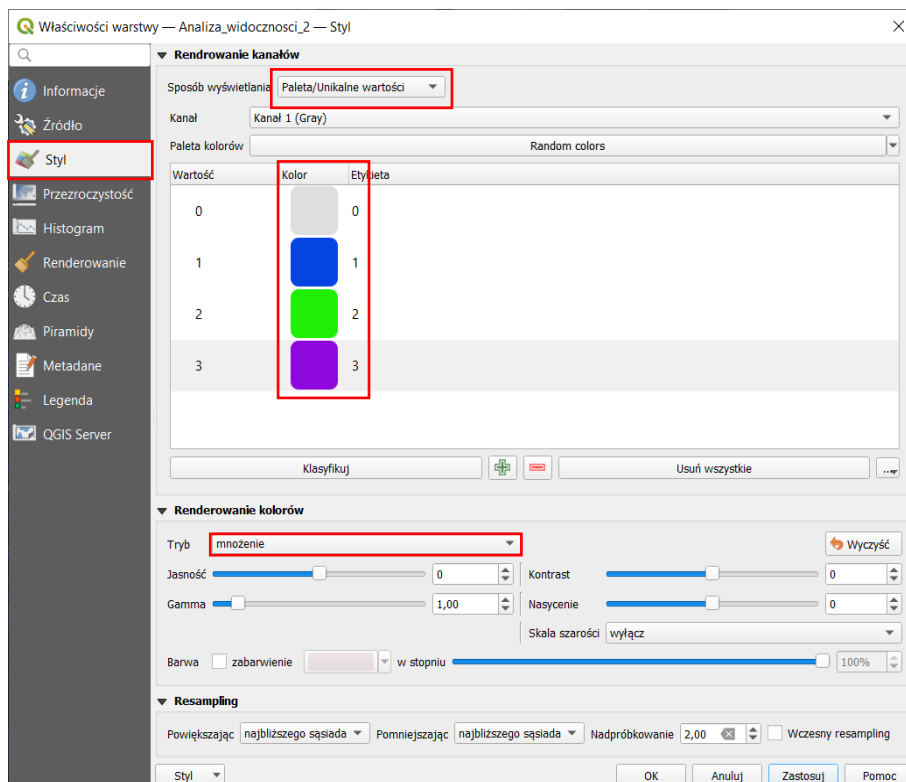 Właściwości warstwy — Analiza_widocznosci_2 — Styl
Informacje
Źródło
Styl
Przezroczystość
Histogram
Renderowanie
Czas
Piramidy
Metadane
Legenda
QGIS Server
Rendrowanie kanałów
Sposób wyświetlania Paleta/Unikalne wartości
Kanał Kanał 1 (Gray)
Paleta kolorów Random colors
Wartość Kolor Etykieta
0 0
1 1
2 2
3 3
Klasyfikuj Usuń wszystkie ...
Renderowanie kolorów
Tryb mnożenie Wyczyść
Jasność 0 Kontrast 0
Gamma 1,00 Nasycenie 0
Skala szarości wyłącz
Barwa zabarwienie w stopniu 100%
Resampling
Powiększając najbliższego sąsiada Pomniejszając najbliższego sąsiada Nadpróbkowanie 2,00 Wczesny resampling
Styl OK Anuluj Zastosuj Pomoc